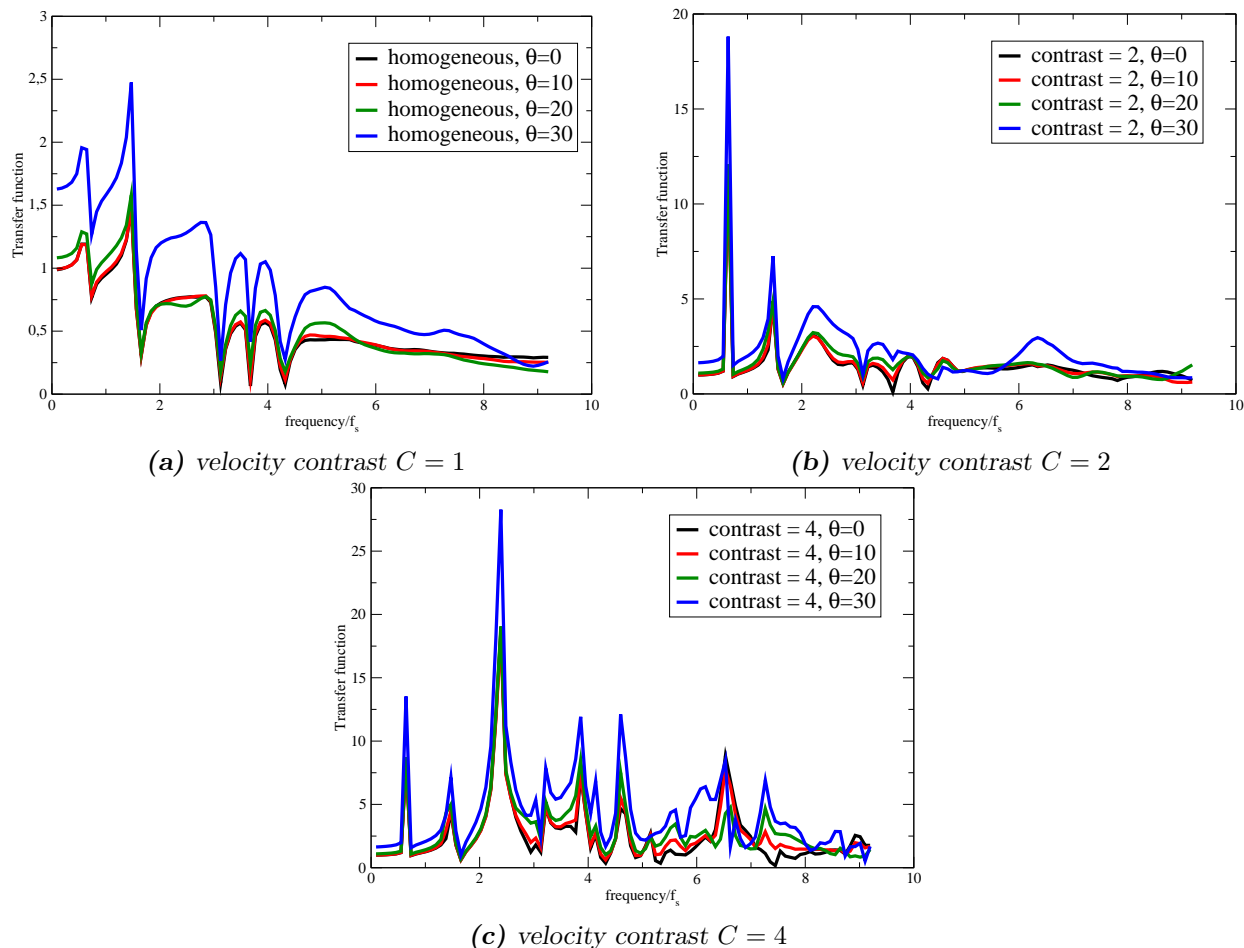 3
2,5
2
1,5
1
0,5
0
Transfer function
homogeneous, θ=0
homogeneous, θ=10
homogeneous, θ=20
homogeneous, θ=30
0 2 4 6 8 10
frequency/f_s
(a) velocity contrast C = 1
20
15
10
5
0
Transfer function
contrast = 2, θ=0
contrast = 2, θ=10
contrast = 2, θ=20
contrast = 2, θ=30
0 2 4 6 8 10
frequency/f_s
(b) velocity contrast C = 2
30
25
20
15
10
5
0
Transfer function
contrast = 4, θ=0
contrast = 4, θ=10
contrast = 4, θ=20
contrast = 4, θ=30
0 2 4 6 8 10
frequency/f_s
(c) velocity contrast C = 4